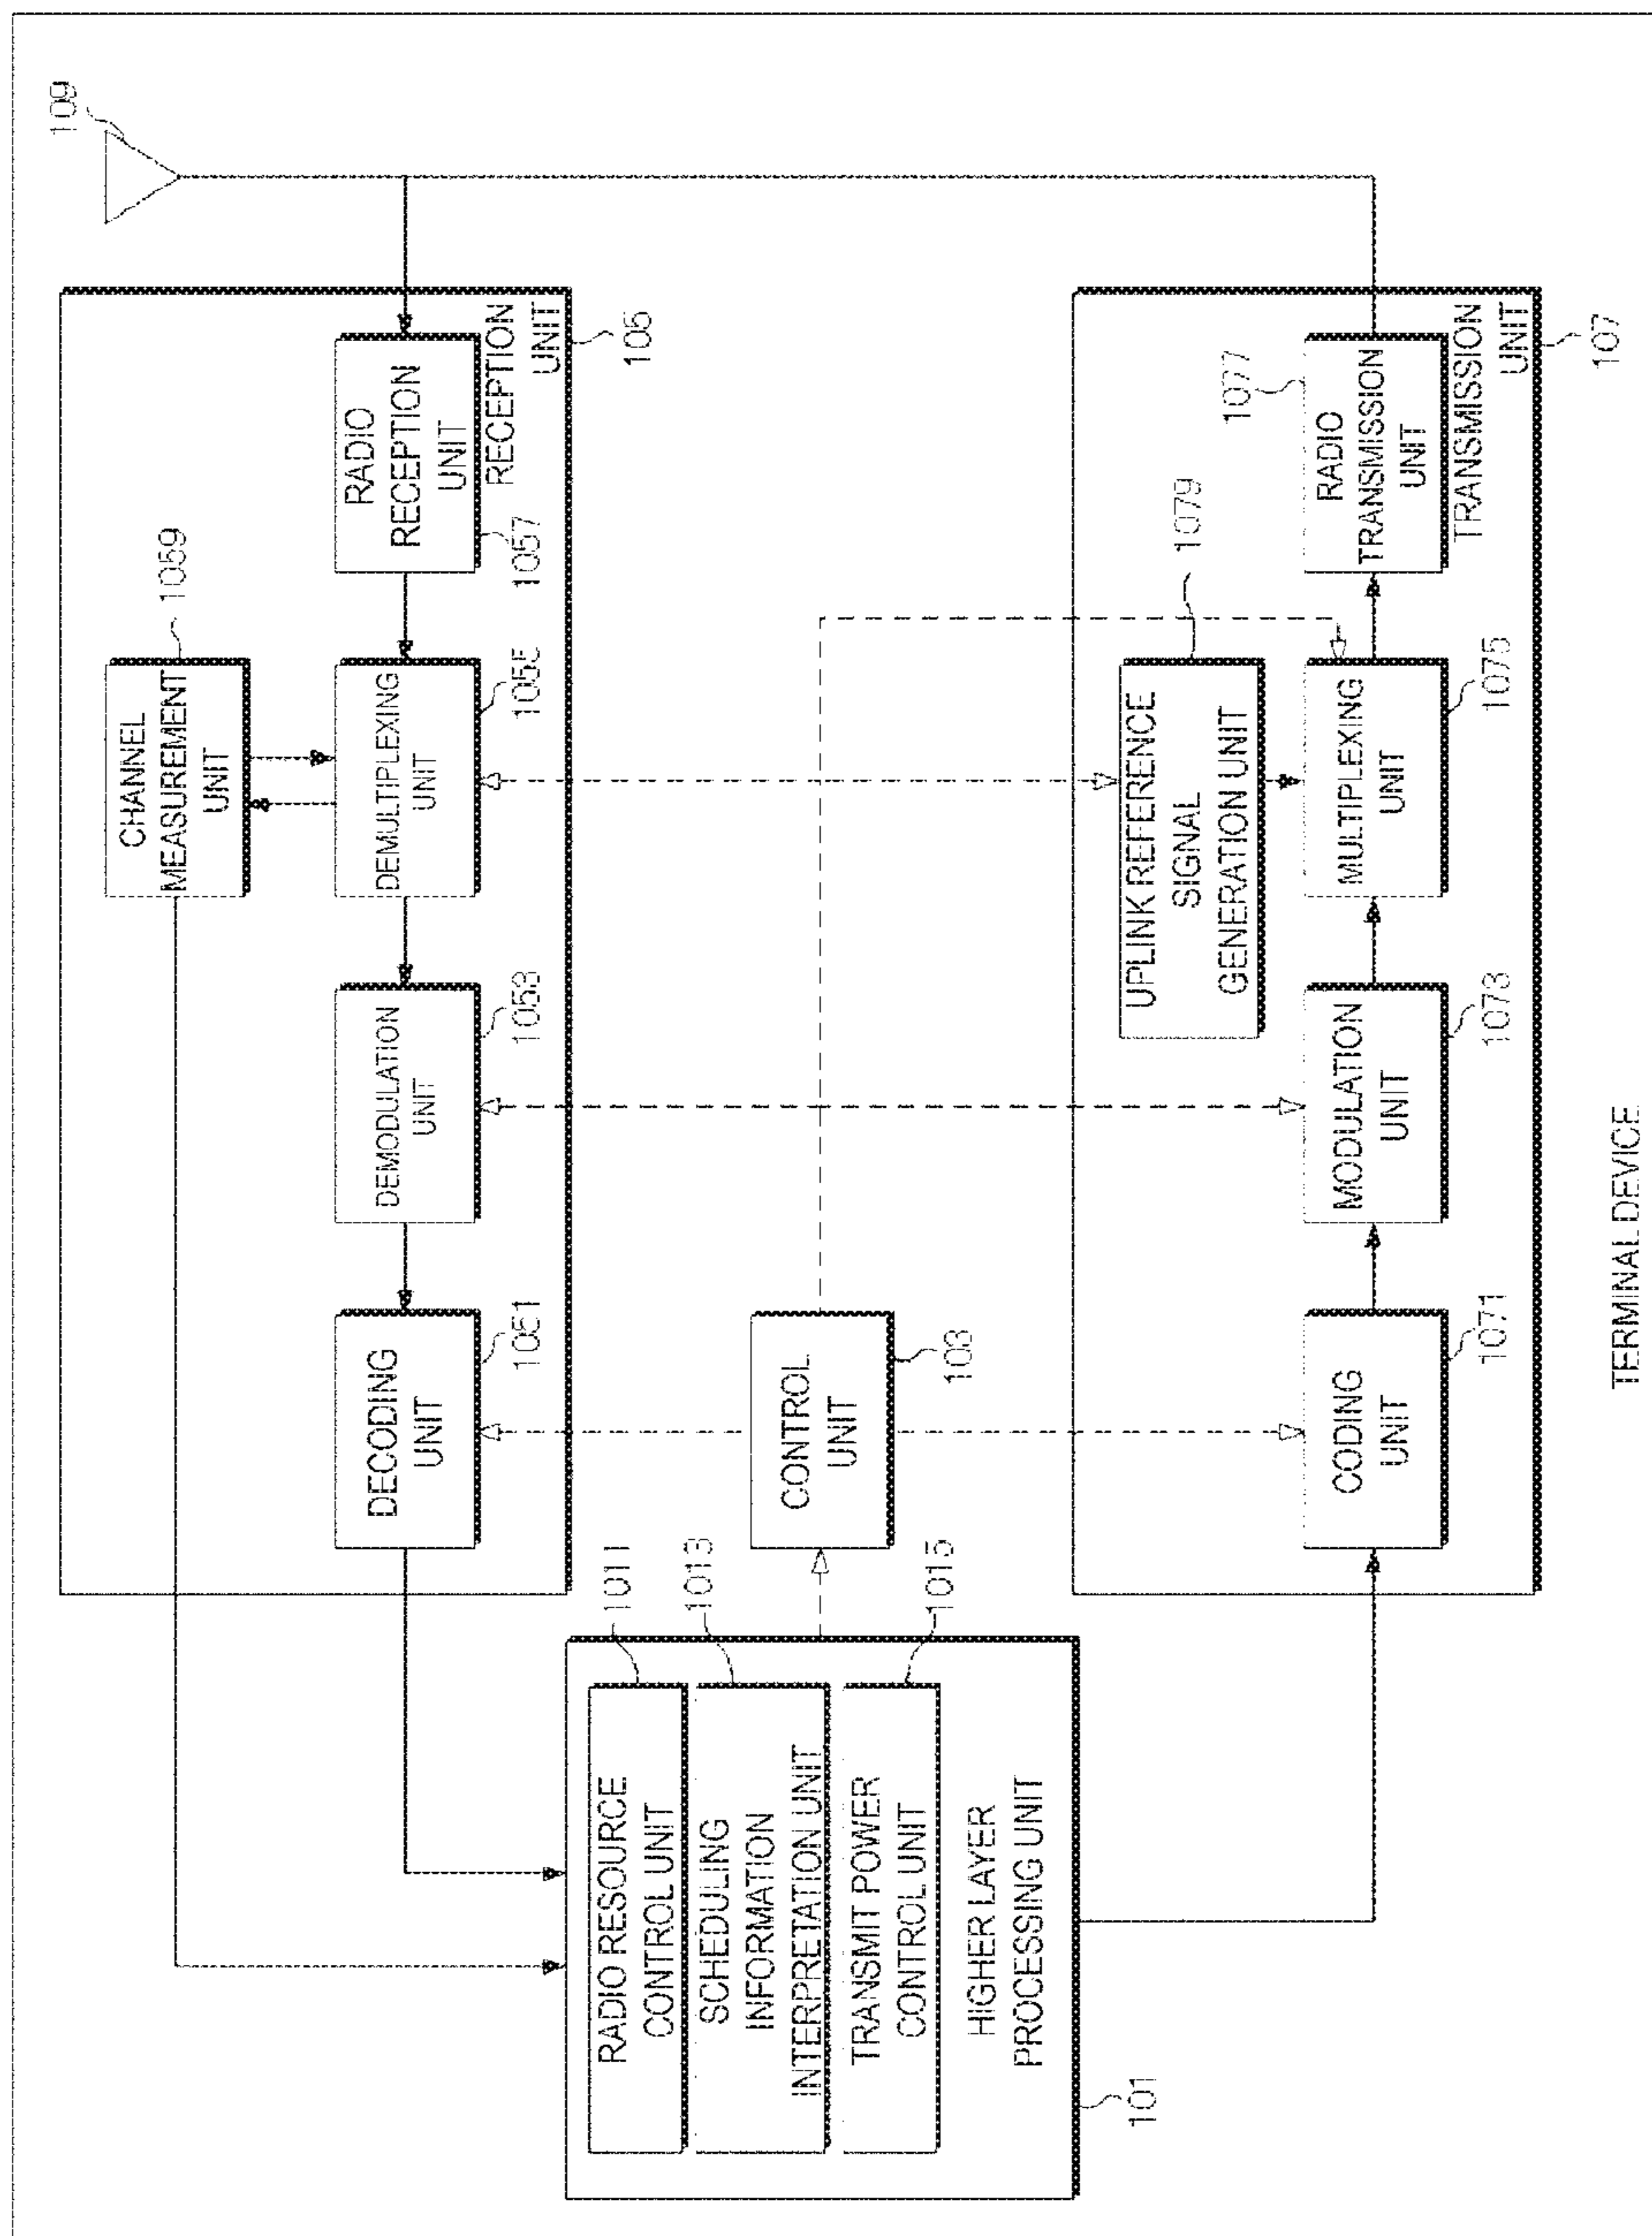 109
CHANNEL
MEASUREMENT
UNIT
1059
DECODING
UNIT
1051
DEMODULATION
UNIT
1053
DEMULTIPLEXING
UNIT
1055
RADIO
RECEPTION
UNIT
1057
RECEPTION
UNIT
105
RADIO RESOURCE
CONTROL UNIT
1011
SCHEDULING
INFORMATION
INTERPRETATION UNIT
1013
TRANSMIT POWER
CONTROL UNIT
1015
HIGHER LAYER
PROCESSING UNIT
101
CONTROL
UNIT
103
UPLINK REFERENCE
SIGNAL
GENERATION UNIT
1079
CODING
UNIT
1071
MODULATION
UNIT
1073
MULTIPLEXING
UNIT
1075
RADIO
TRANSMISSION
UNIT
1077
TRANSMISSION
UNIT
107
TERMINAL DEVICE